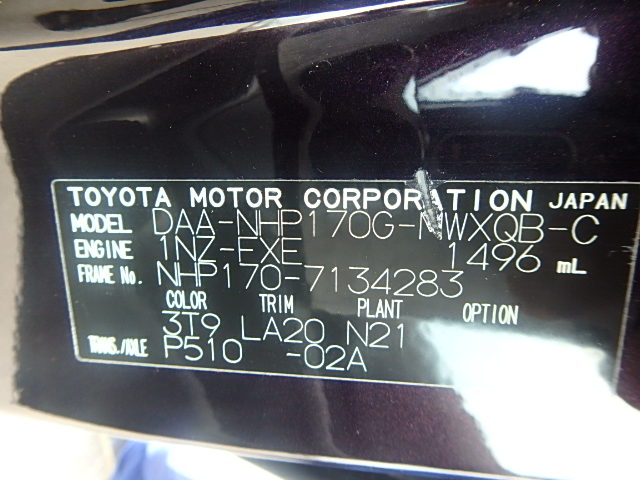 TOYOTA MOTOR CORPORATION JAPAN
MODEL DAA-NHP170G-MWXQB-C
ENGINE 1NZ-EXE 1496 mL
FRAME No. NHP170-7134283
COLOR TRIM PLANT OPTION
3T9 LA20 N21
TRANS./AXLE P510 -02A